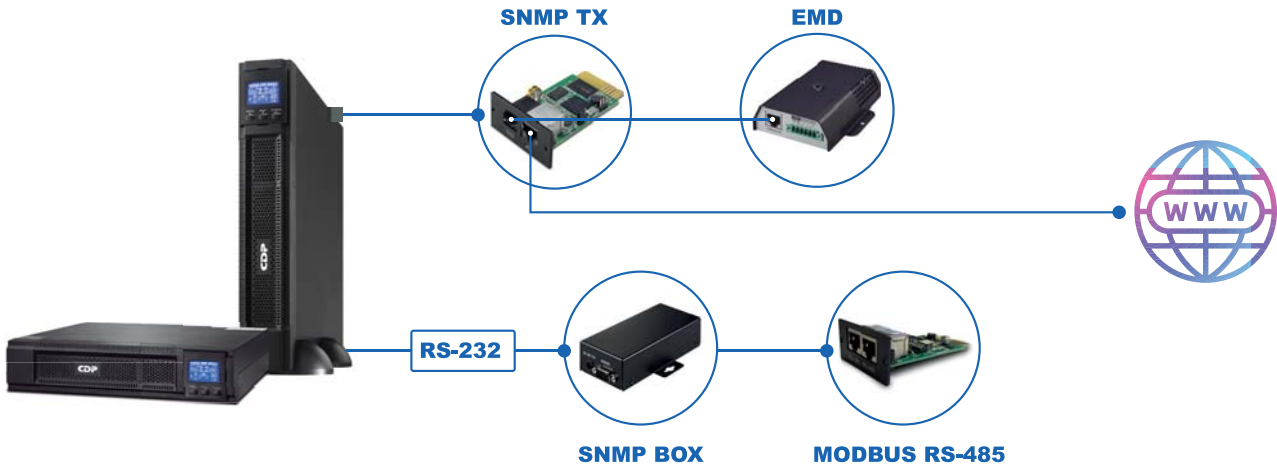 SNMP TX
EMD
CDP
WWW
RS-232
CDP
SNMP BOX
MODBUS RS-485